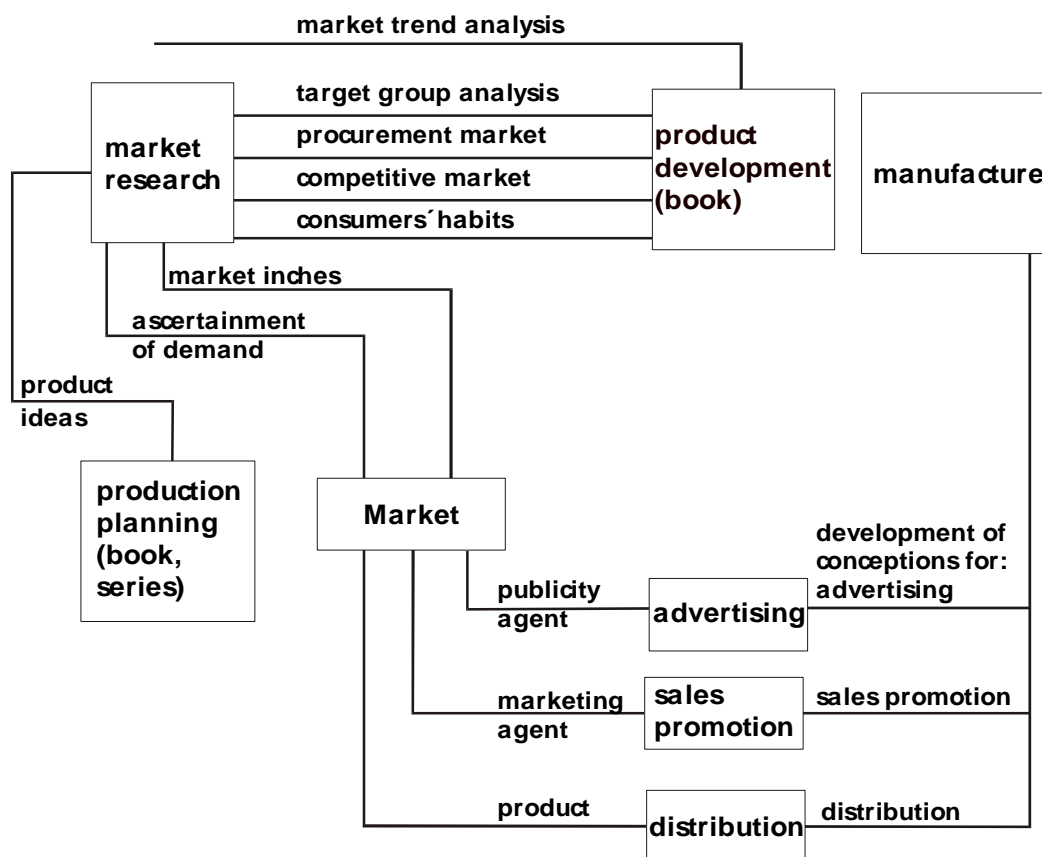 market trend analysis
target group analysis
procurement market
competitive market
consumers´habits
market
research
product
development
(book)
manufacture
market inches
ascertainment
of demand
product
ideas
production
planning
(book,
series)
Market
publicity
agent
advertising
development of
conceptions for:
advertising
marketing
agent
sales
promotion
sales promotion
product
distribution
distribution